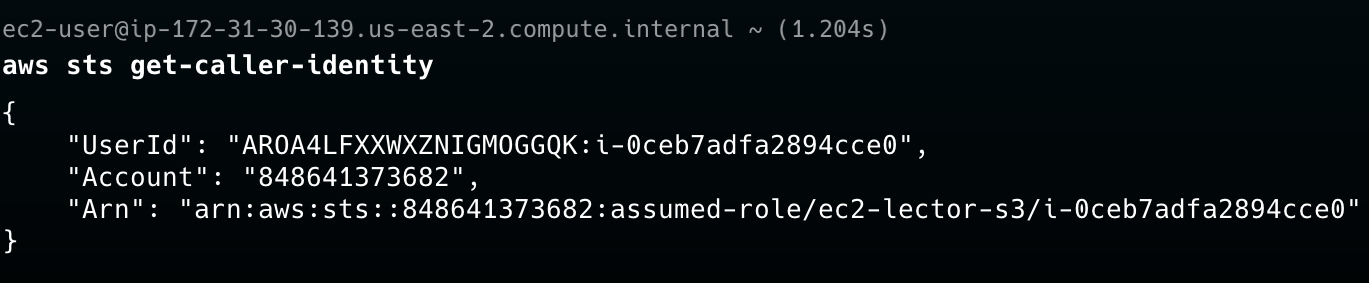 ec2-user@ip-172-31-30-139.us-east-2.compute.internal ~ (1.204s)
aws sts get-caller-identity
{
    "UserId": "AROA4LFXXWXZNIGMOGGQK:i-0ceb7adfa2894cce0",
    "Account": "848641373682",
    "Arn": "arn:aws:sts::848641373682:assumed-role/ec2-lector-s3/i-0ceb7adfa2894cce0"
}